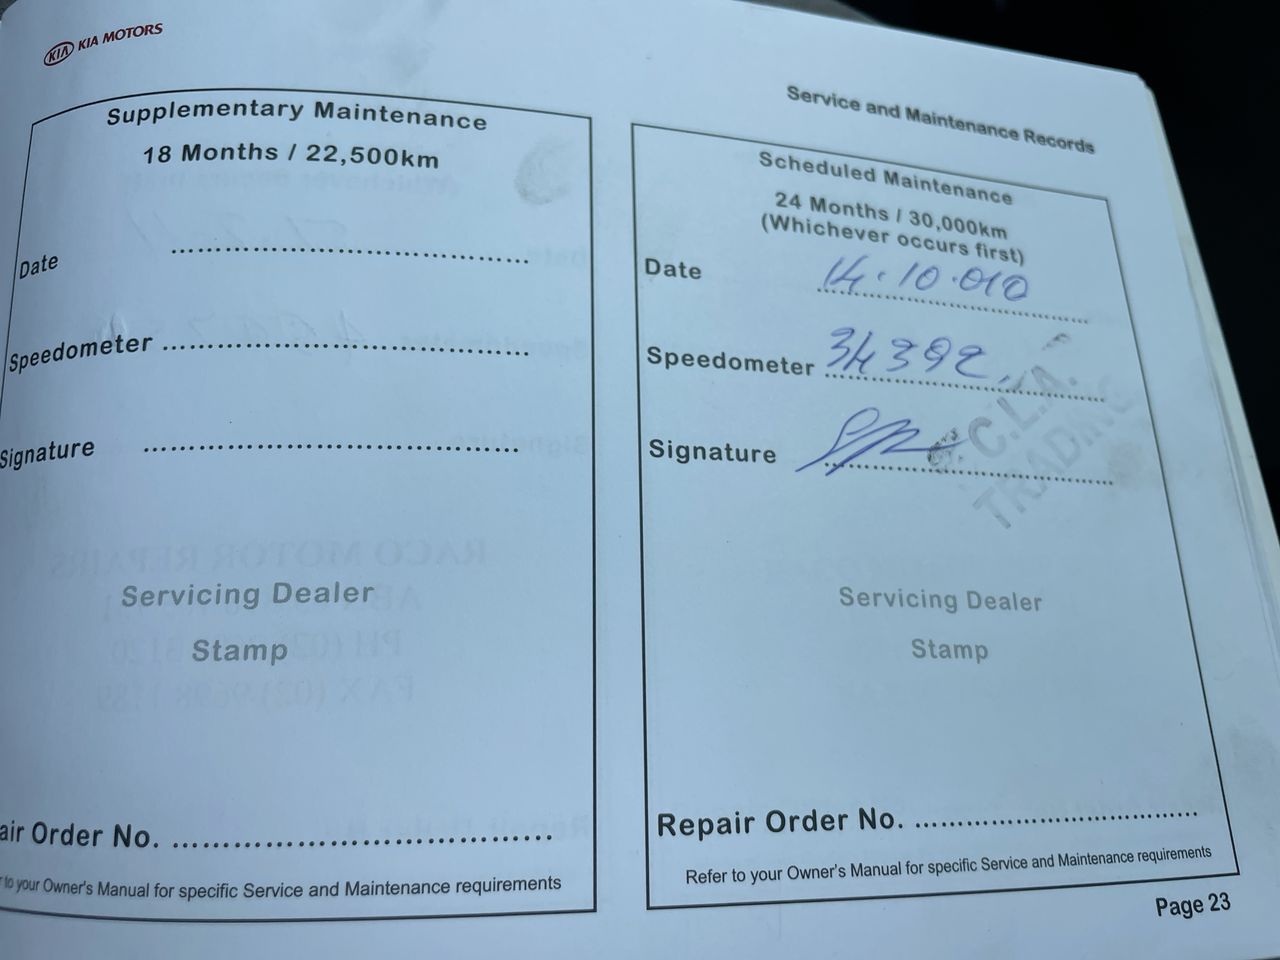 KIA KIA MOTORS
Supplementary Maintenance
18 Months / 22,500km
Date
Speedometer
Signature
Servicing Dealer
Stamp
air Order No.
to your Owner's Manual for specific Service and Maintenance requirements
Service and Maintenance Records
Scheduled Maintenance
24 Months / 30,000km
(Whichever occurs first)
Date 14.10.010
Speedometer 34392
Signature
C.L.A.
TRADING
Servicing Dealer
Stamp
Repair Order No.
Refer to your Owner's Manual for specific Service and Maintenance requirements
Page 23